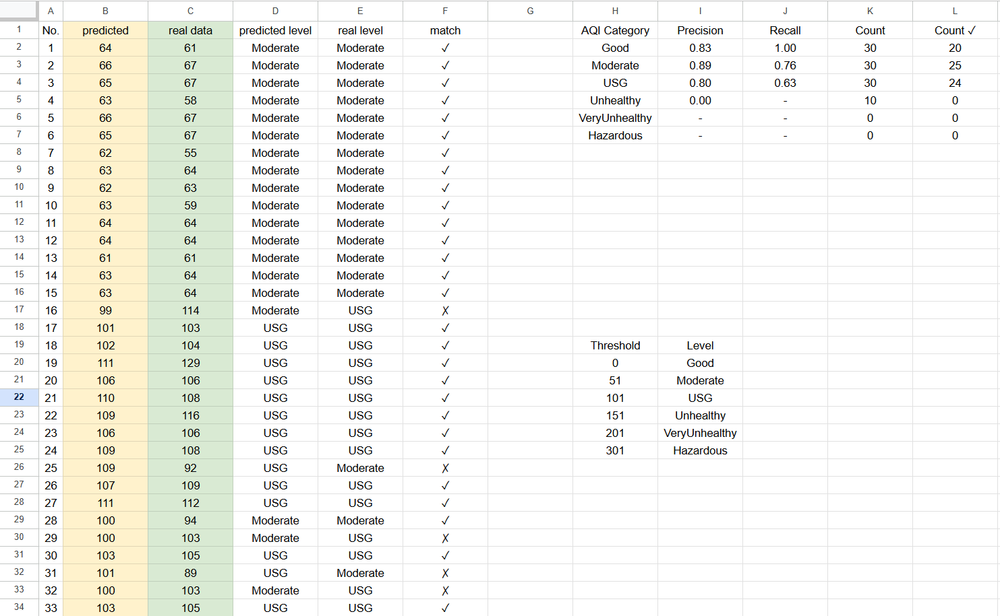 A B C D E F G H I J K L
1 No. predicted real data predicted level real level match AQI Category Precision Recall Count Count ✓
2 1 64 61 Moderate Moderate ✓ Good 0.83 1.00 30 20
3 2 66 67 Moderate Moderate ✓ Moderate 0.89 0.76 30 25
4 3 65 67 Moderate Moderate ✓ USG 0.80 0.63 30 24
5 4 63 58 Moderate Moderate ✓ Unhealthy 0.00 - 10 0
6 5 66 67 Moderate Moderate ✓ VeryUnhealthy - - 0 0
7 6 65 67 Moderate Moderate ✓ Hazardous - - 0 0
8 7 62 55 Moderate Moderate ✓
9 8 63 64 Moderate Moderate ✓
10 9 62 63 Moderate Moderate ✓
11 10 63 59 Moderate Moderate ✓
12 11 64 64 Moderate Moderate ✓
13 12 64 64 Moderate Moderate ✓
14 13 61 61 Moderate Moderate ✓
15 14 63 64 Moderate Moderate ✓
16 15 63 64 Moderate Moderate ✓
17 16 99 114 Moderate USG ✗
18 17 101 103 USG USG ✓
19 18 102 104 USG USG ✓ Threshold Level
20 19 111 129 USG USG ✓ 0 Good
21 20 106 106 USG USG ✓ 51 Moderate
22 21 110 108 USG USG ✓ 101 USG
23 22 109 116 USG USG ✓ 151 Unhealthy
24 23 106 106 USG USG ✓ 201 VeryUnhealthy
25 24 109 108 USG USG ✓ 301 Hazardous
26 25 109 92 USG Moderate ✗
27 26 107 109 USG USG ✓
28 27 111 112 USG USG ✓
29 28 100 94 Moderate Moderate ✓
30 29 100 103 Moderate USG ✗
31 30 103 105 USG USG ✓
32 31 101 89 USG Moderate ✗
33 32 100 103 Moderate USG ✗
34 33 103 105 USG USG ✓